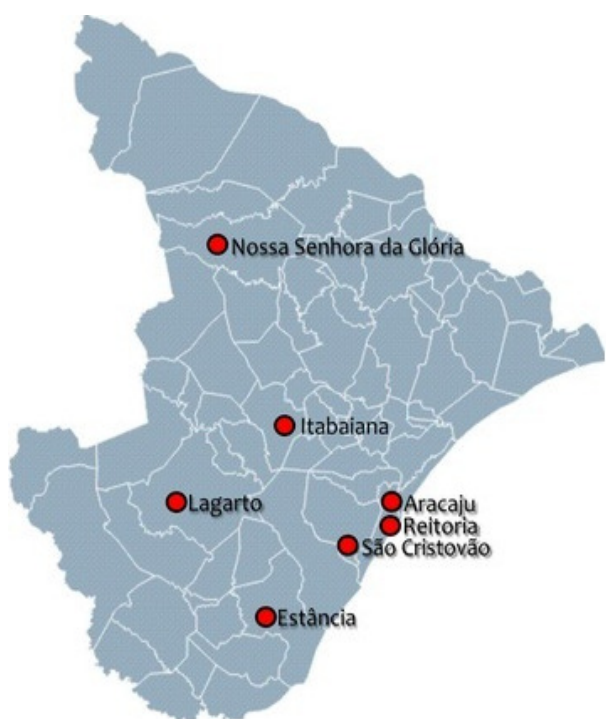 Nossa Senhora da Glória
Itabaiana
Lagarto
Aracaju
Reitoria
São Cristovão
Estância